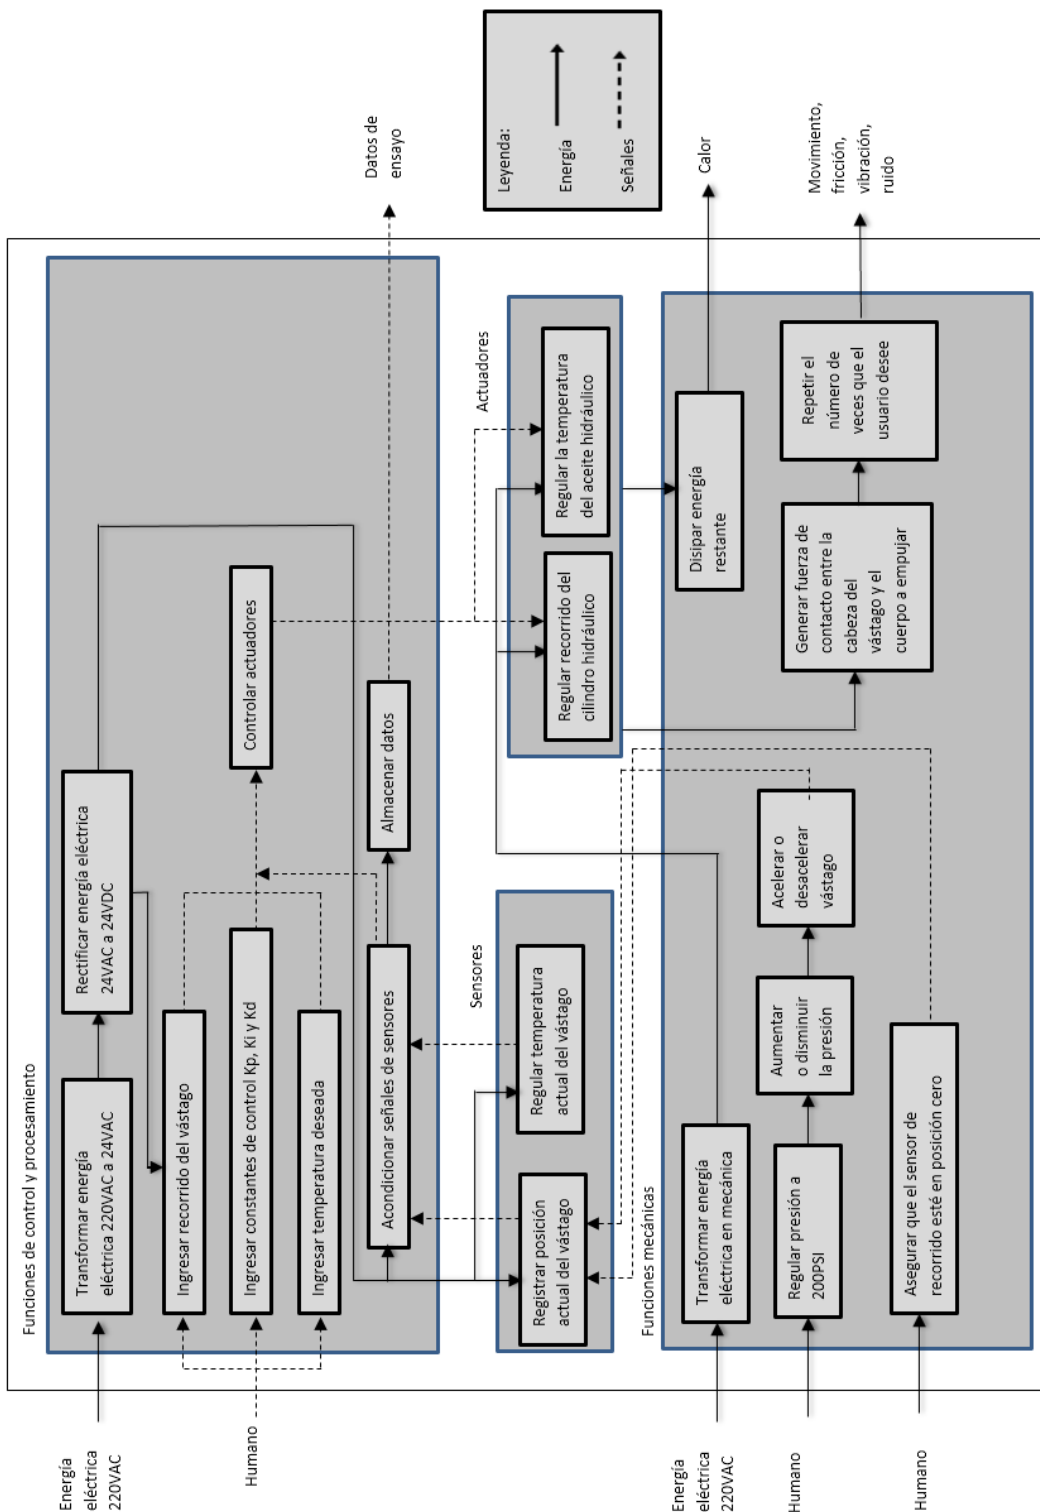 Funciones de control y procesamiento
Energía
eléctrica
220VAC
Transformar energía
eléctrica 220VAC a 24VAC
Rectificar energía eléctrica
24VAC a 24VDC
Humano
Ingresar recorrido del vástago
Ingresar constantes de control Kp, Ki y Kd
Ingresar temperatura deseada
Controlar actuadores
Acondicionar señales de sensores
Almacenar datos
Datos de
ensayo
Leyenda:
Energía
Señales
Sensores
Registrar posición
actual del vástago
Regular temperatura
actual del vástago
Actuadores
Regular recorrido del
cilindro hidráulico
Regular la temperatura
del aceite hidráulico
Funciones mecánicas
Energía
eléctrica
220VAC
Transformar energía
eléctrica en mecánica
Disipar energía
restante
Calor
Humano
Regular presión a
200PSI
Aumentar
o disminuir
la presión
Acelerar o
desacelerar
vástago
Generar fuerza de
contacto entre la
cabeza del
vástago y el
cuerpo a empujar
Repetir el
número de
veces que el
usuario desee
Movimiento,
fricción,
vibración,
ruido
Humano
Asegurar que el sensor de
recorrido esté en posición cero